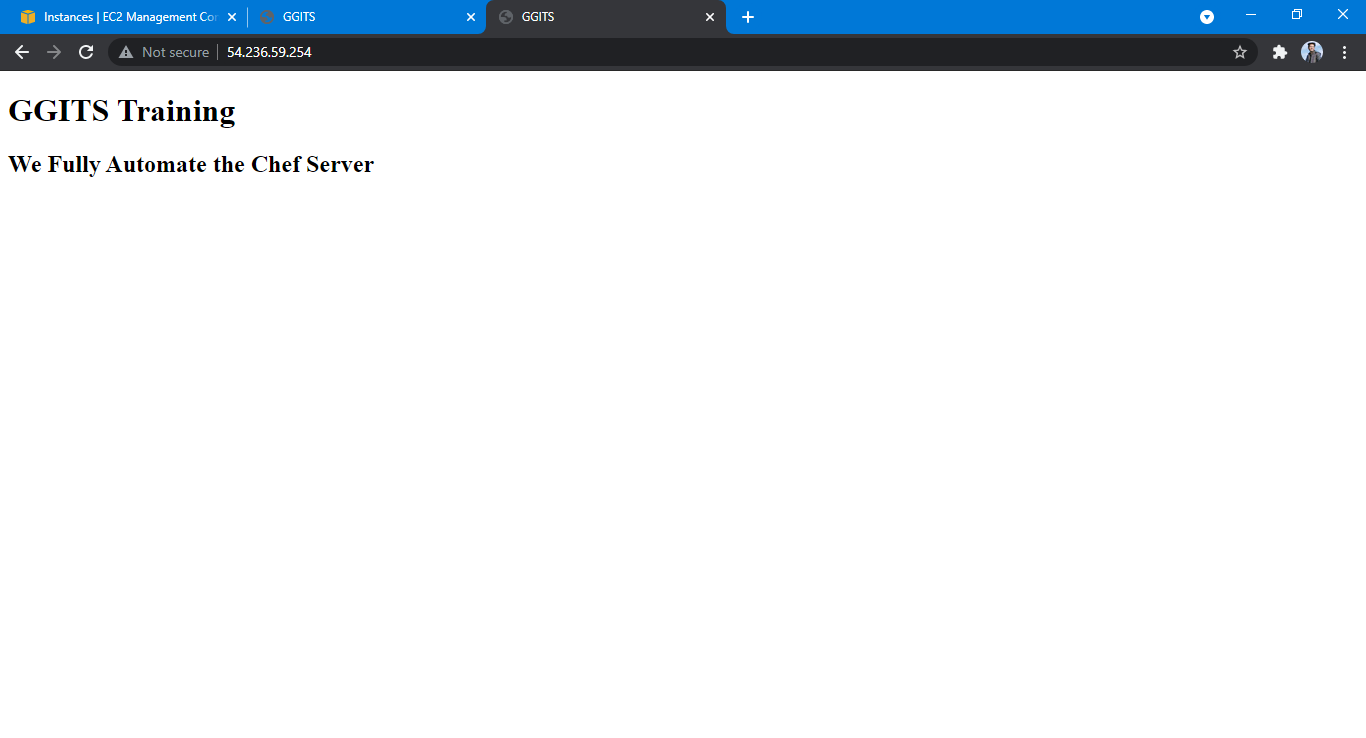 Instances | EC2 Management Cor
GGITS
GGITS
Not secure
54.236.59.254
GGITS Training
We Fully Automate the Chef Server